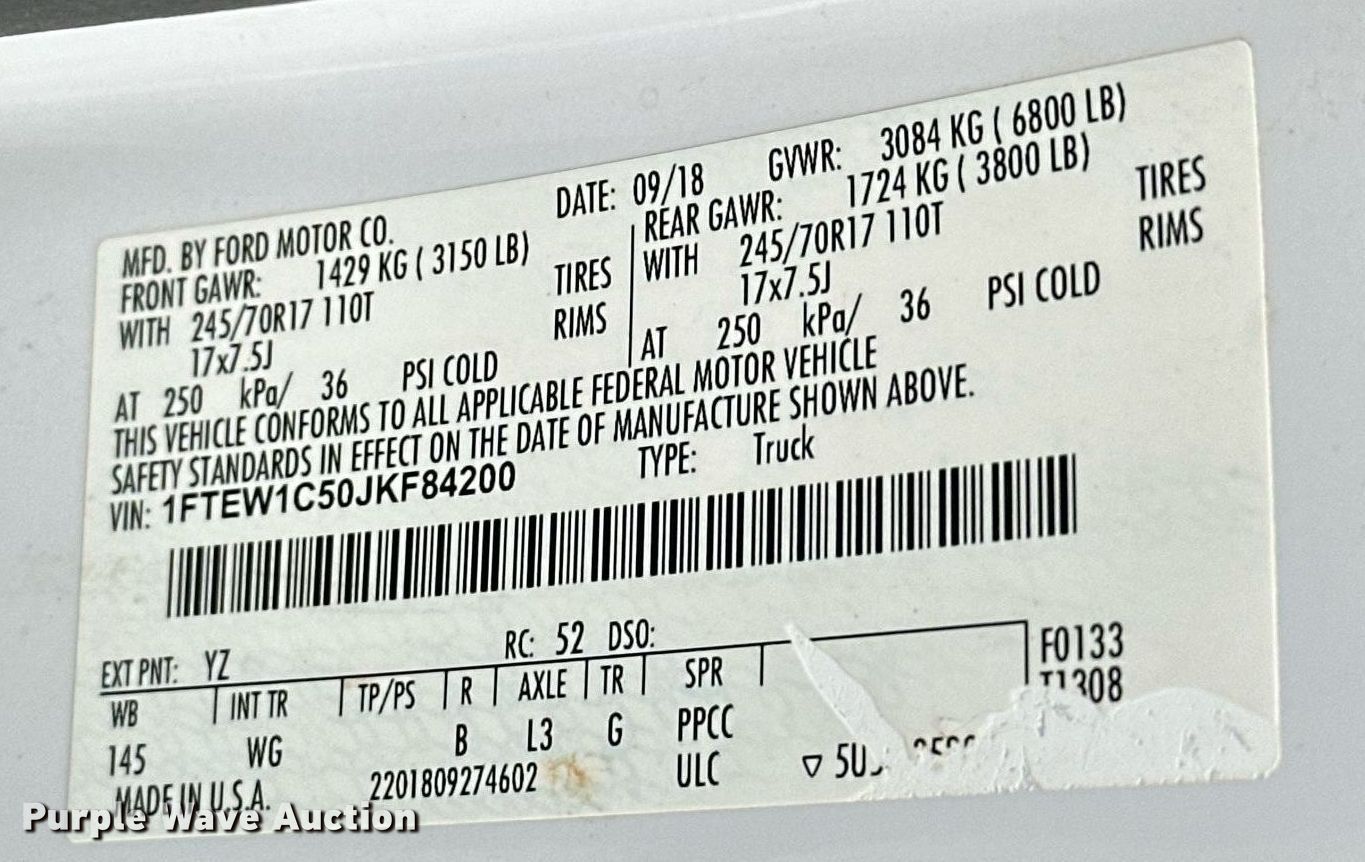 MFD. BY FORD MOTOR CO. DATE: 09/18 GVWR: 3084 KG ( 6800 LB)
FRONT GAWR: 1429 KG ( 3150 LB) REAR GAWR: 1724 KG ( 3800 LB)
WITH 245/70R17 110T TIRES WITH 245/70R17 110T TIRES
17x7.5J RIMS 17x7.5J RIMS
AT 250 kPa/ 36 PSI COLD AT 250 kPa/ 36 PSI COLD
THIS VEHICLE CONFORMS TO ALL APPLICABLE FEDERAL MOTOR VEHICLE
SAFETY STANDARDS IN EFFECT ON THE DATE OF MANUFACTURE SHOWN ABOVE.
VIN: 1FTEW1C50JKF84200 TYPE: Truck
EXT PNT: YZ RC: 52 DSO: F0133
WB INT TR TP/PS R AXLE TR SPR T1308
145 WG B L3 G PPCC
MADE IN U.S.A. 2201809274602 ULC
Purple Wave Auction